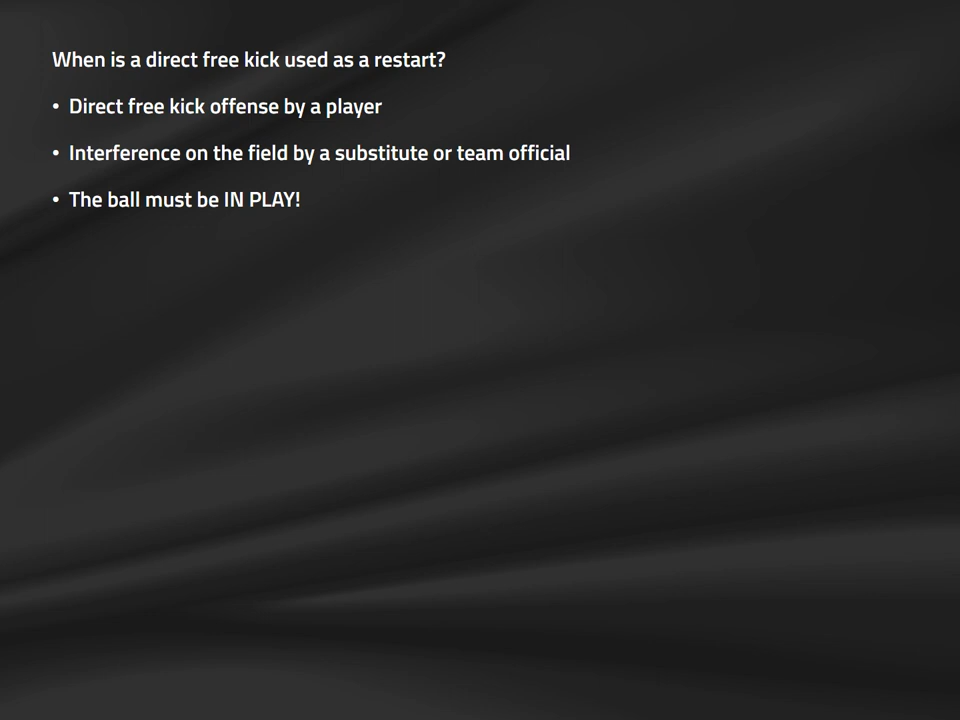 When is a direct free kick used as a restart?
• Direct free kick offense by a player
• Interference on the field by a substitute or team official
• The ball must be IN PLAY!